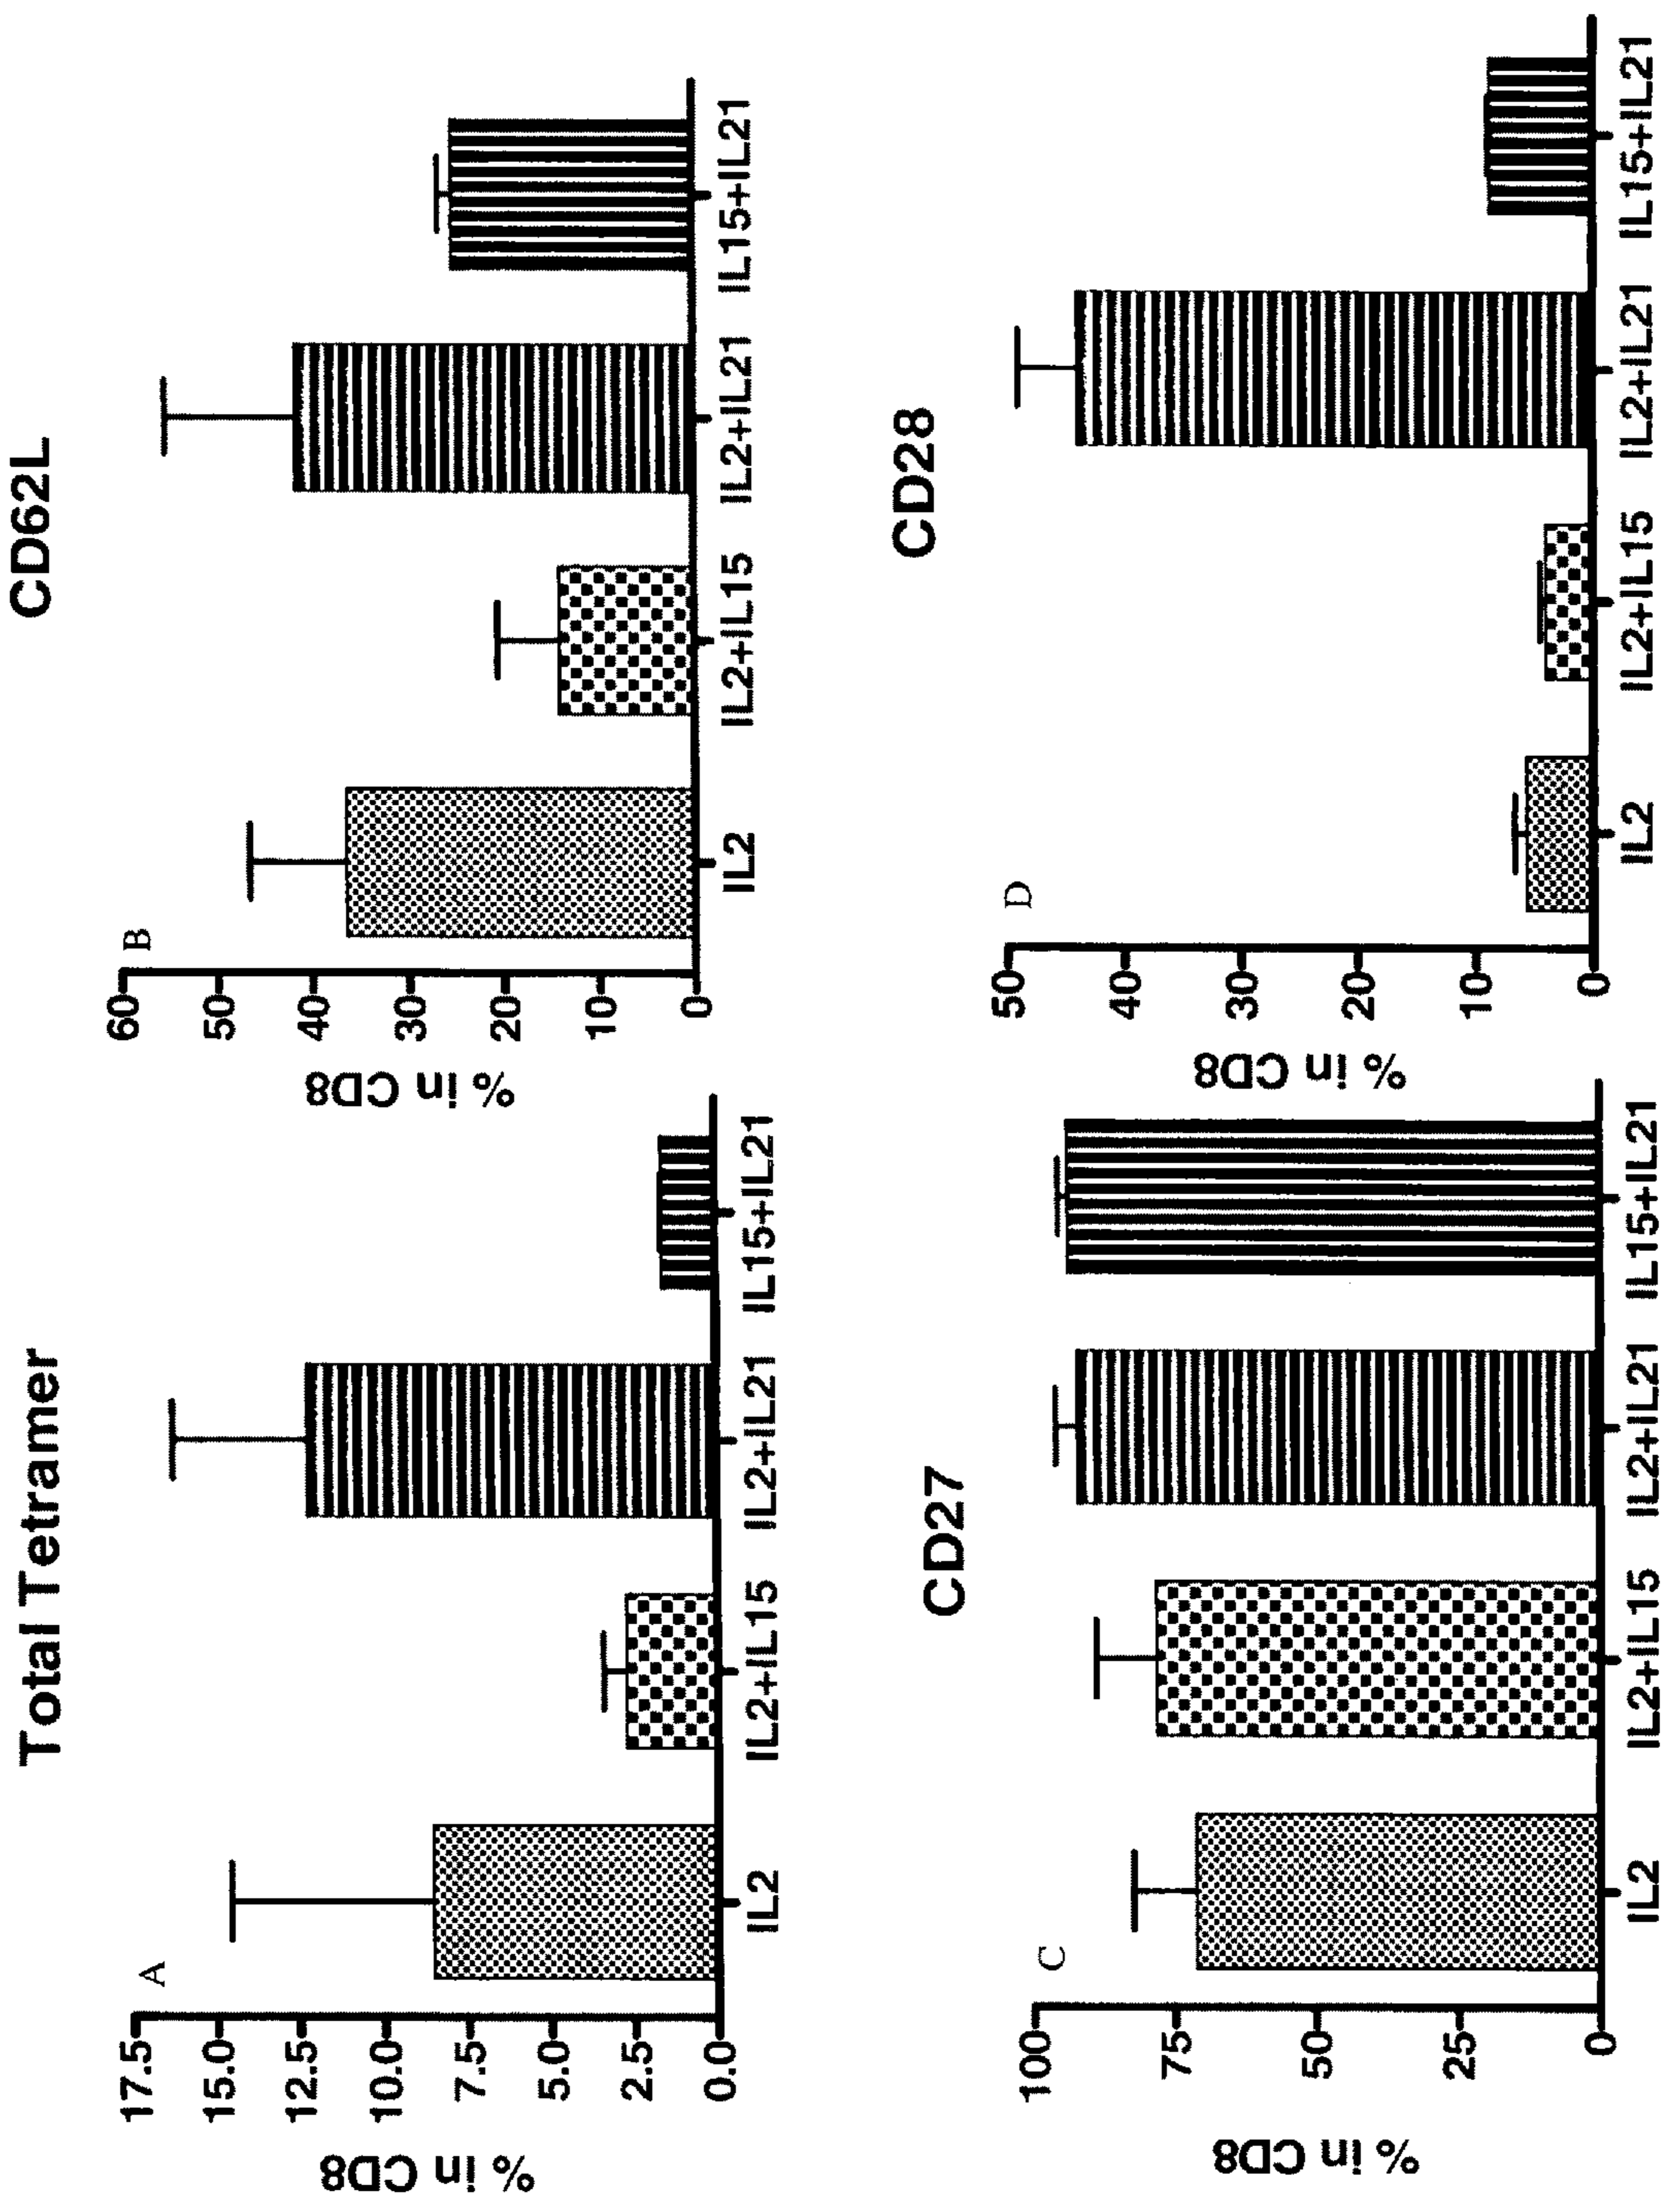 Total Tetramer
A
17.5
15.0
12.5
10.0
7.5
5.0
2.5
0.0
% in CD8
IL2
IL2+IL15
IL2+IL21
IL15+IL21
CD62L
B
60
50
40
30
20
10
0
% in CD8
IL2
IL2+IL15
IL2+IL21
IL15+IL21
CD27
C
100
75
50
25
0
% in CD8
IL2
IL2+IL15
IL2+IL21
IL15+IL21
CD28
D
50
40
30
20
10
0
% in CD8
IL2
IL2+IL15
IL2+IL21
IL15+IL21